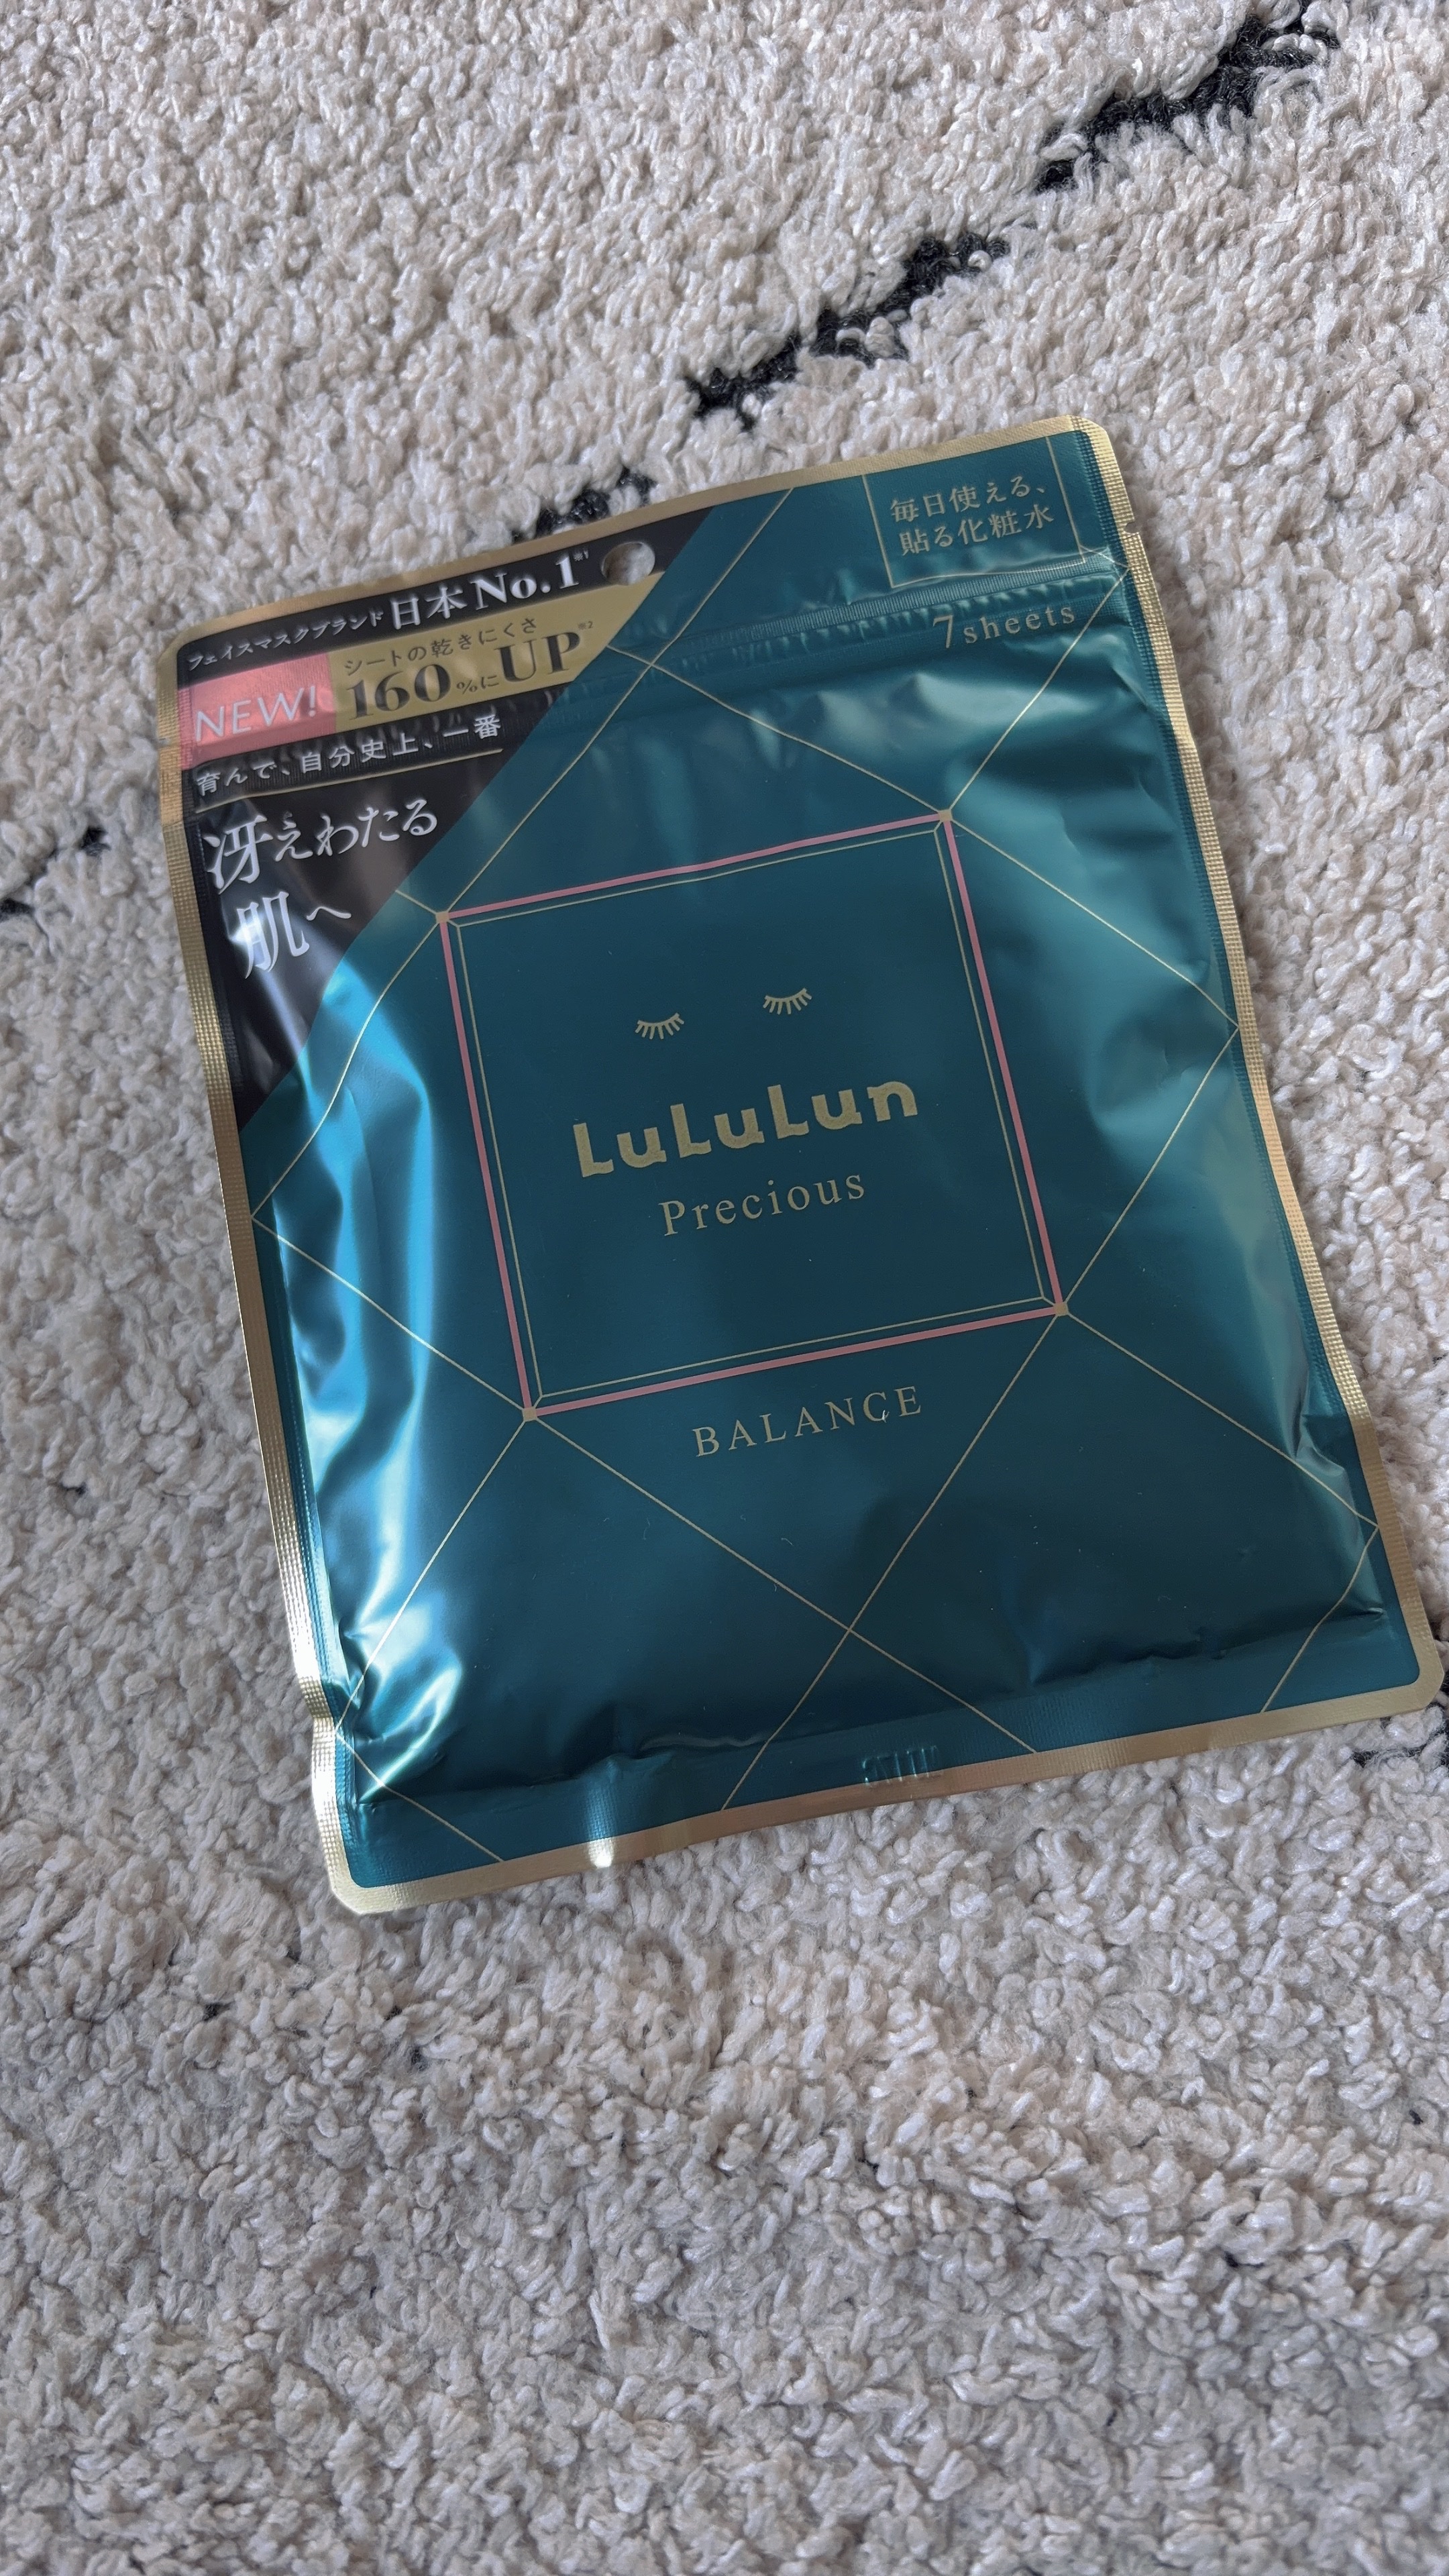 フェイスマスクブランド 日本 No.1※1
NEW!
シートの乾きにくさ
160%にUP※2
育んで、自分史上、一番
冴えわたる
肌へ
毎日使える、
貼る化粧水
7sheets
LuLuLun
Precious
BALANCE